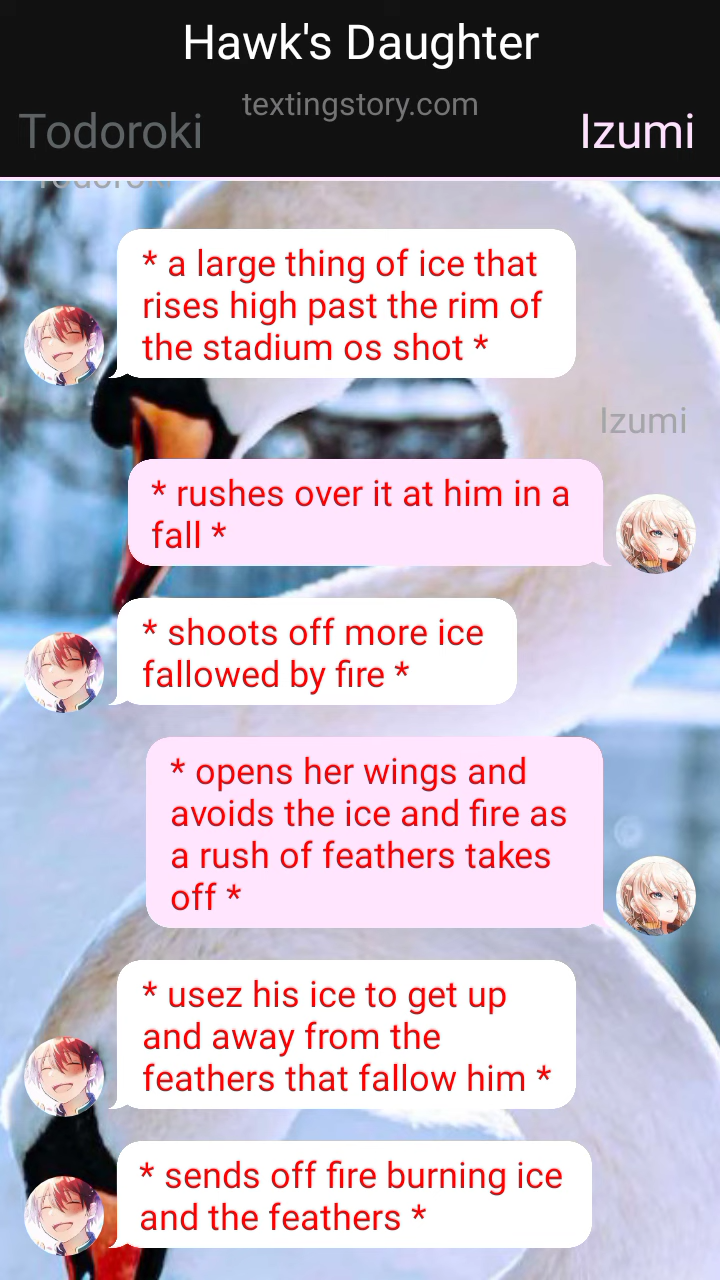 Hawk's Daughter
textingstory.com
Todoroki
Izumi
* a large thing of ice that
rises high past the rim of
the stadium os shot *
Izumi
* rushes over it at him in a
fall *
* shoots off more ice
fallowed by fire *
* opens her wings and
avoids the ice and fire as
a rush of feathers takes
off *
* usez his ice to get up
and away from the
feathers that fallow him *
* sends off fire burning ice
and the feathers *